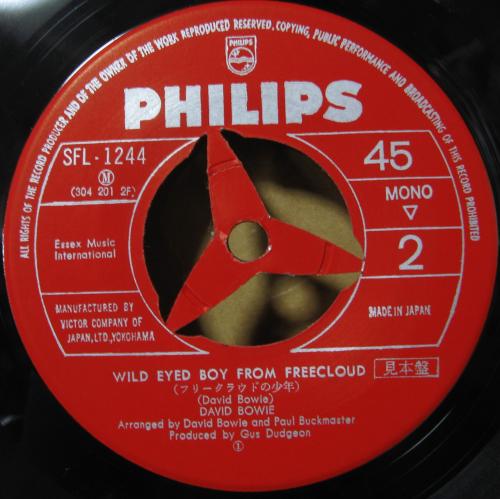 ALL RIGHTS OF THE RECORD PRODUCER AND OF THE OWNER OF THE WORK REPRODUCED RESERVED, COPYING, PUBLIC PERFORMANCE AND BROADCASTING OF THIS RECORD PROHIBITED
PHILIPS
PHILIPS
SFL-1244
M
(304 201 2F)
45
MONO
▽
2
Essex Music
International
MANUFACTURED BY
VICTOR COMPANY OF
JAPAN, LTD., YOKOHAMA
MADE IN JAPAN
WILD EYED BOY FROM FREECLOUD 見本盤
(フリークラウドの少年)
(David Bowie)
DAVID BOWIE
Arranged by David Bowie and Paul Buckmaster
Produced by Gus Dudgeon
①